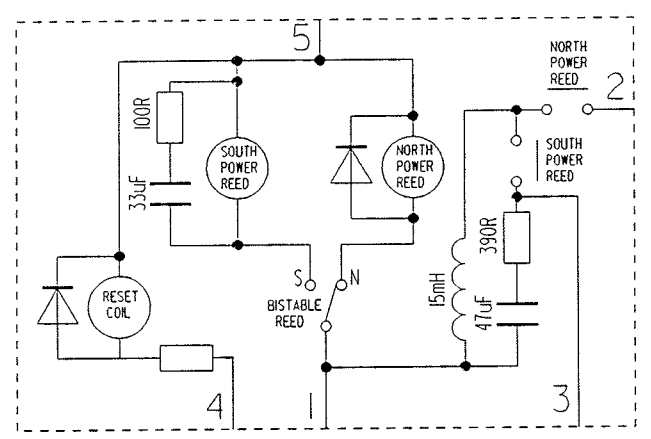 5
NORTH
POWER
REED
2
100R
SOUTH
POWER
REED
NORTH
POWER
REED
SOUTH
POWER
REED
33uF
390R
S
N
BISTABLE
REED
15mH
47uF
RESET
COIL
4
1
3